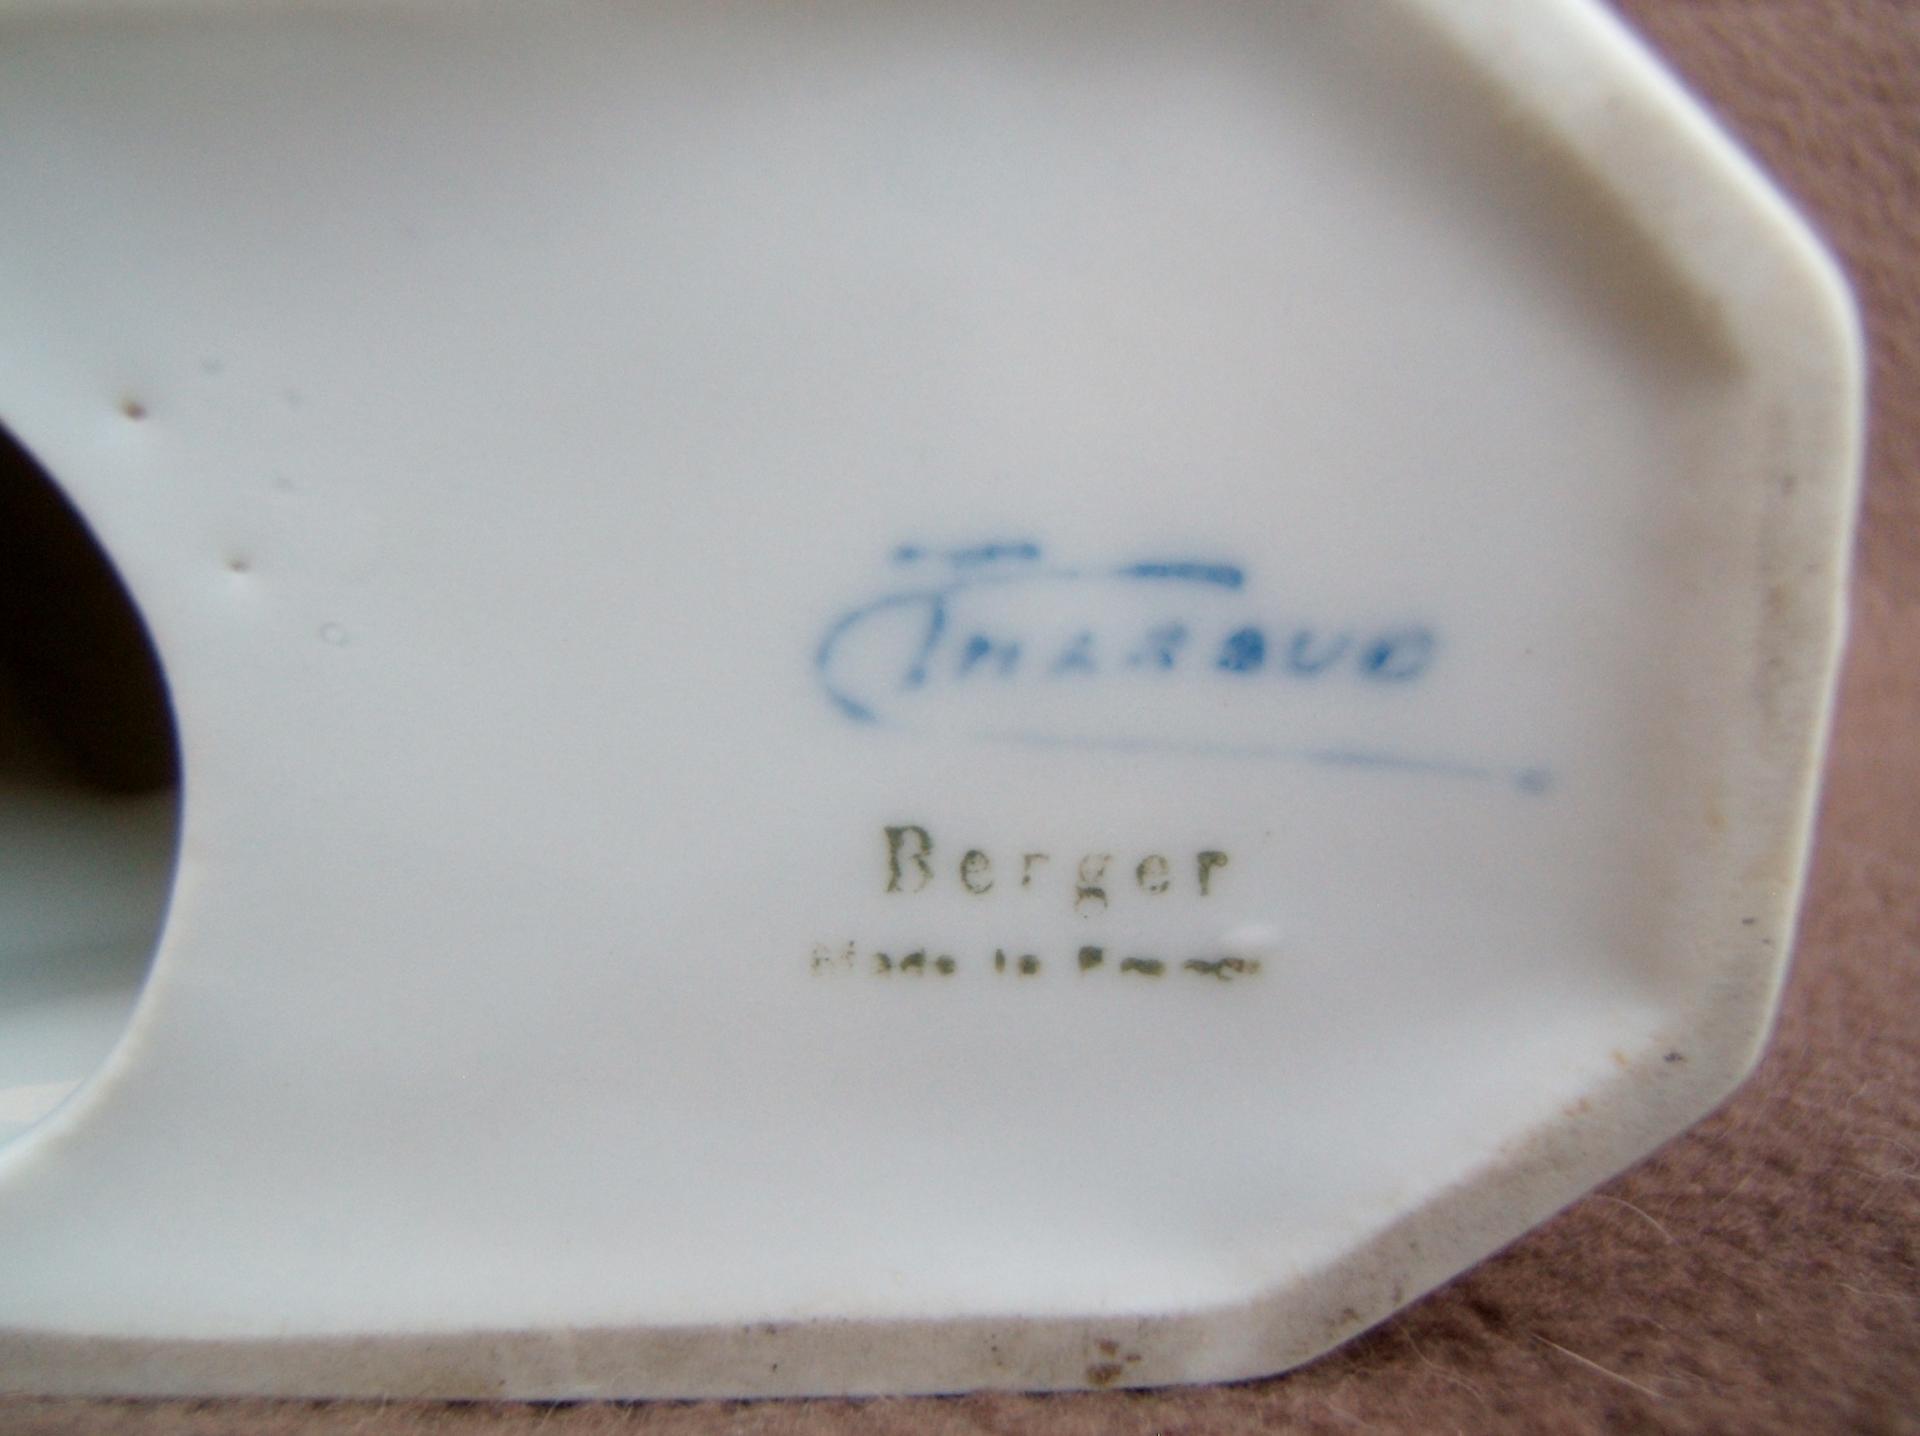 T. THARAUD
Berger
Made in France